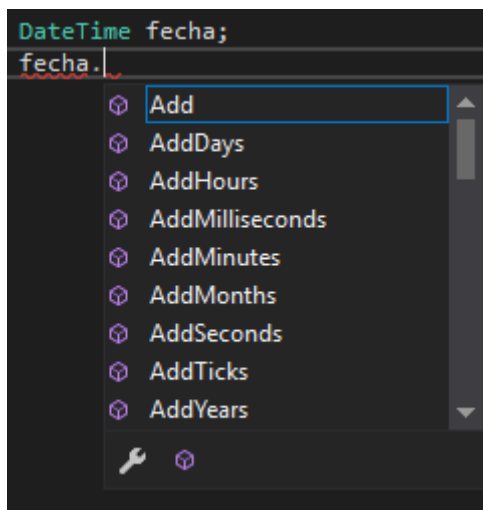 DateTime fecha;
fecha.
Add
AddDays
AddHours
AddMilliseconds
AddMinutes
AddMonths
AddSeconds
AddTicks
AddYears